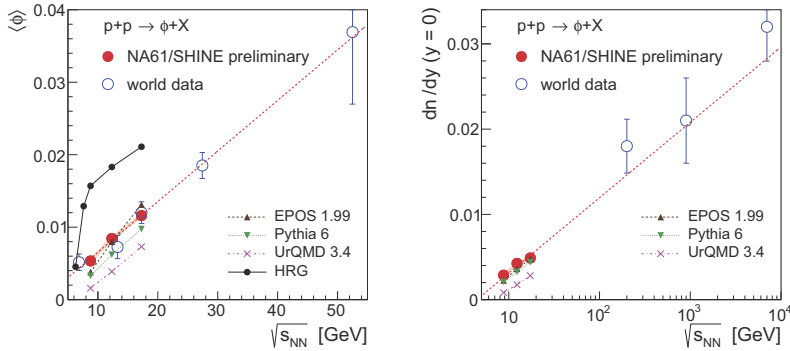 ⟨ϕ⟩
0.04
0.03
0.02
0.01
0
p+p → ϕ+X
NA61/SHINE preliminary
world data
EPOS 1.99
Pythia 6
UrQMD 3.4
HRG
10 20 30 40 50
√sNN [GeV]
dn/dy (y = 0)
0.03
0.02
0.01
0
p+p → ϕ+X
NA61/SHINE preliminary
world data
EPOS 1.99
Pythia 6
UrQMD 3.4
10 10² 10³ 10⁴
√sNN [GeV]